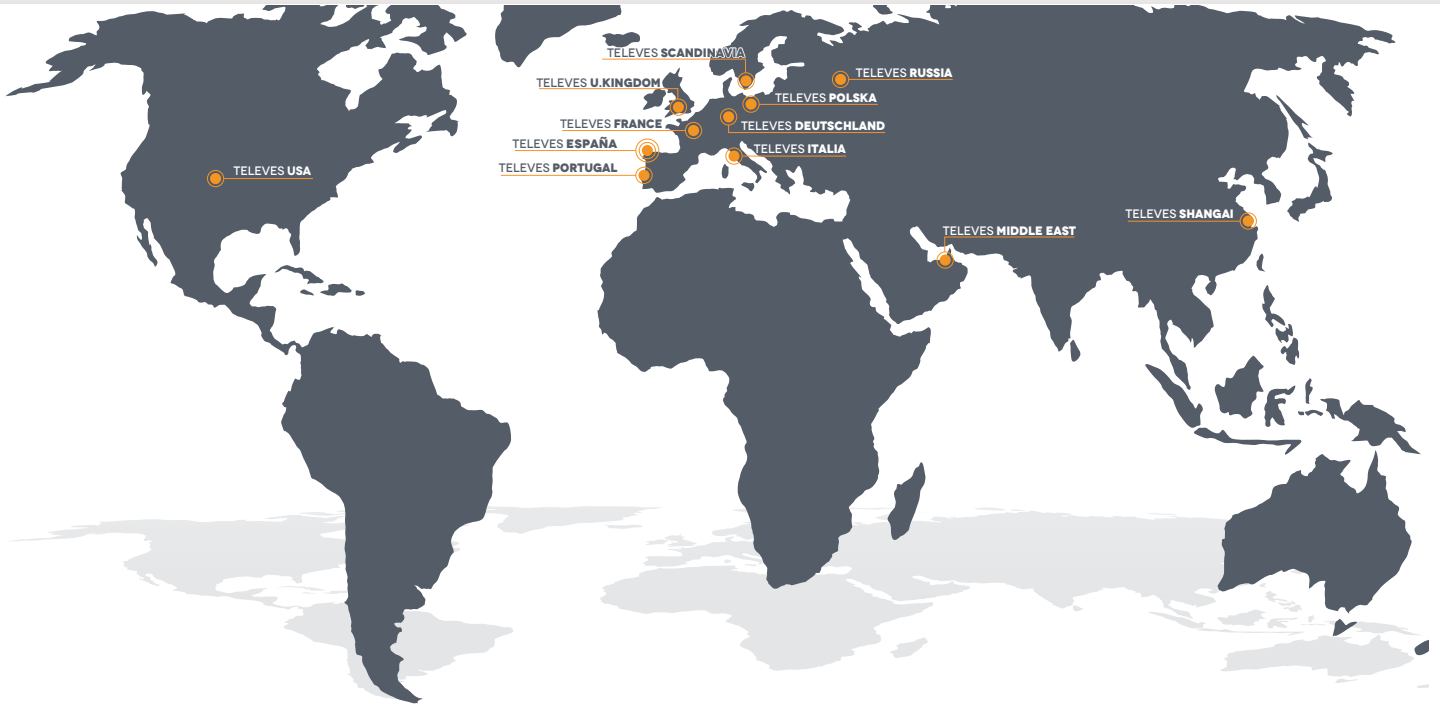 TELEVES SCANDINAVIA
TELEVES U.KINGDOM
TELEVES RUSSIA
TELEVES POLSKA
TELEVES FRANCE
TELEVES DEUTSCHLAND
TELEVES ESPAÑA
TELEVES ITALIA
TELEVES PORTUGAL
TELEVES USA
TELEVES SHANGAI
TELEVES MIDDLE EAST